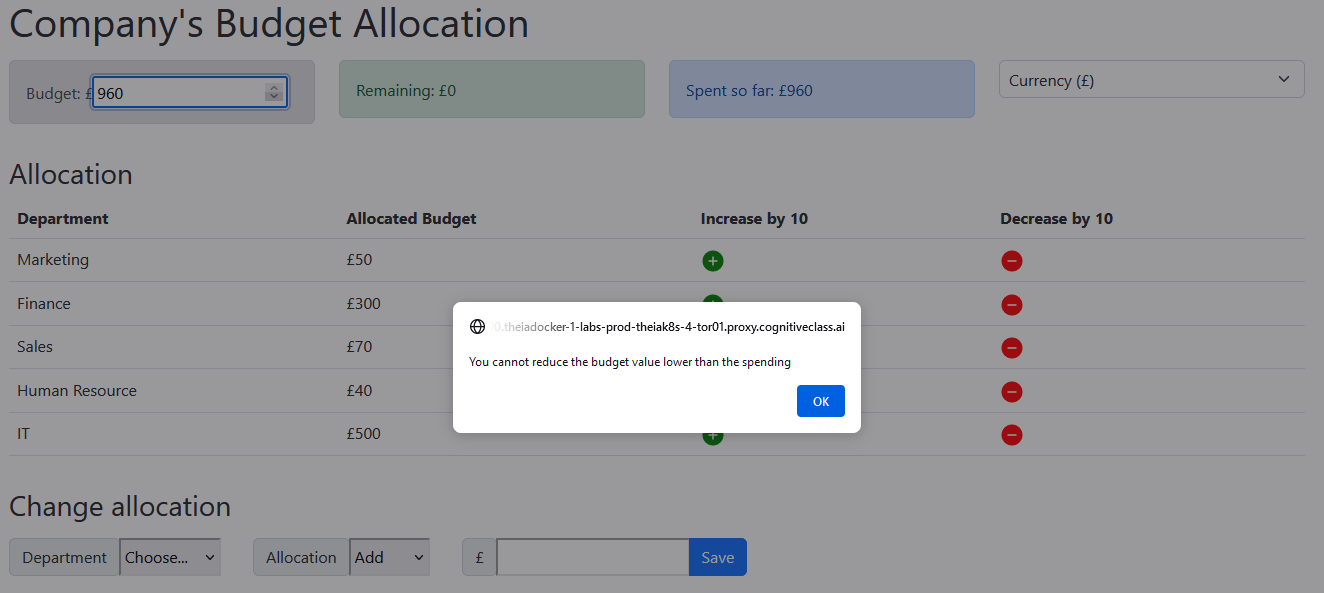 Company's Budget Allocation
Budget: £ 960
Remaining: £0
Spent so far: £960
Currency (£)
Allocation
Department Allocated Budget Increase by 10 Decrease by 10
Marketing £50
Finance £300
Sales £70
Human Resource £40
IT £500
0.theiadocker-1-labs-prod-theiak8s-4-tor01.proxy.cognitiveclass.ai
You cannot reduce the budget value lower than the spending
OK
Change allocation
Department Choose... Allocation Add £ Save